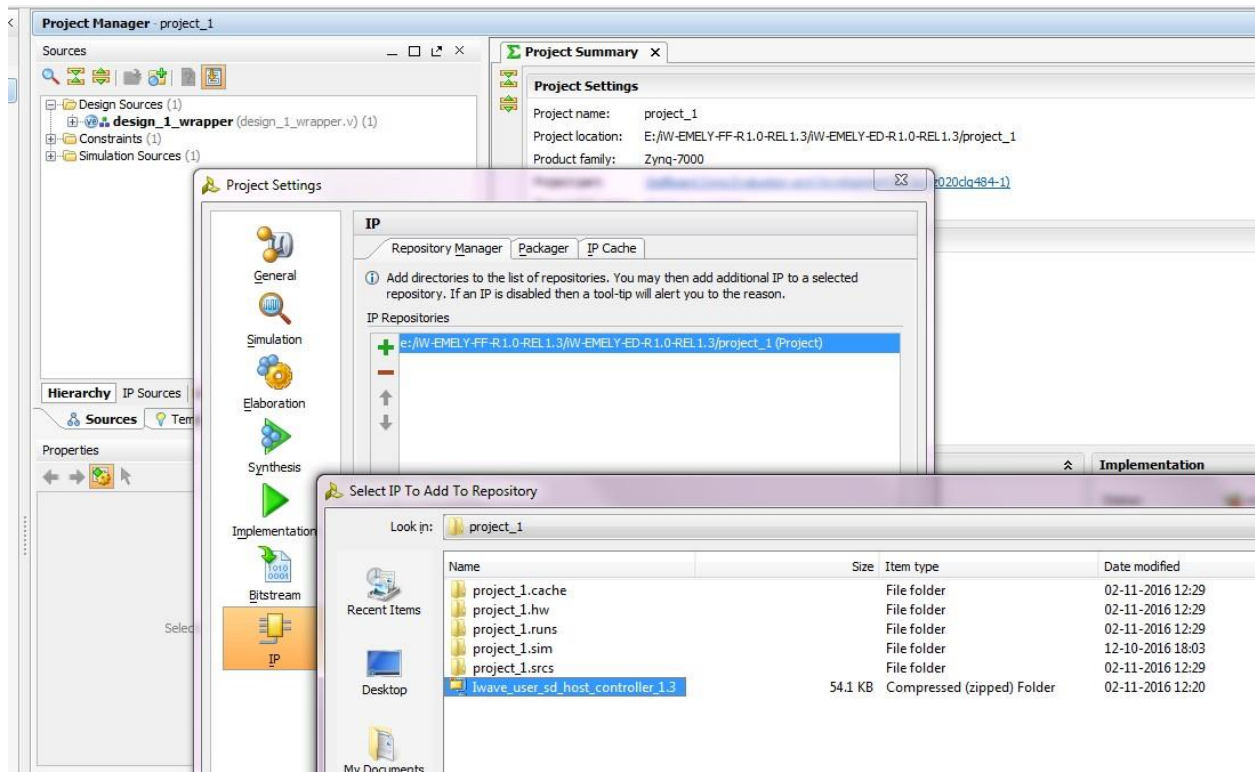 Project Manager - project_1
Sources
Design Sources (1)
design_1_wrapper (design_1_wrapper.v) (1)
Constraints (1)
Simulation Sources (1)
Hierarchy IP Sources
Sources Tem
Properties
Selec
Project Summary
Project Settings
Project name: project_1
Project location: E:/iW-EMELY-FF-R1.0-REL1.3/iW-EMELY-ED-R1.0-REL1.3/project_1
Product family: Zynq-7000
z020clg484-1)
Implementation
Project Settings
General
Simulation
Elaboration
Synthesis
Implementation
Bitstream
IP
IP
Repository Manager Packager IP Cache
Add directories to the list of repositories. You may then add additional IP to a selected
repository. If an IP is disabled then a tool-tip will alert you to the reason.
IP Repositories
e:/iW-EMELY-FF-R1.0-REL1.3/iW-EMELY-ED-R1.0-REL1.3/project_1 (Project)
Select IP To Add To Repository
Look in: project_1
Recent Items
Desktop
My Documents
Name Size Item type Date modified
project_1.cache File folder 02-11-2016 12:29
project_1.hw File folder 02-11-2016 12:29
project_1.runs File folder 02-11-2016 12:29
project_1.sim File folder 12-10-2016 18:03
project_1.srcs File folder 02-11-2016 12:29
Iwave_user_sd_host_controller_1.3 54.1 KB Compressed (zipped) Folder 02-11-2016 12:20